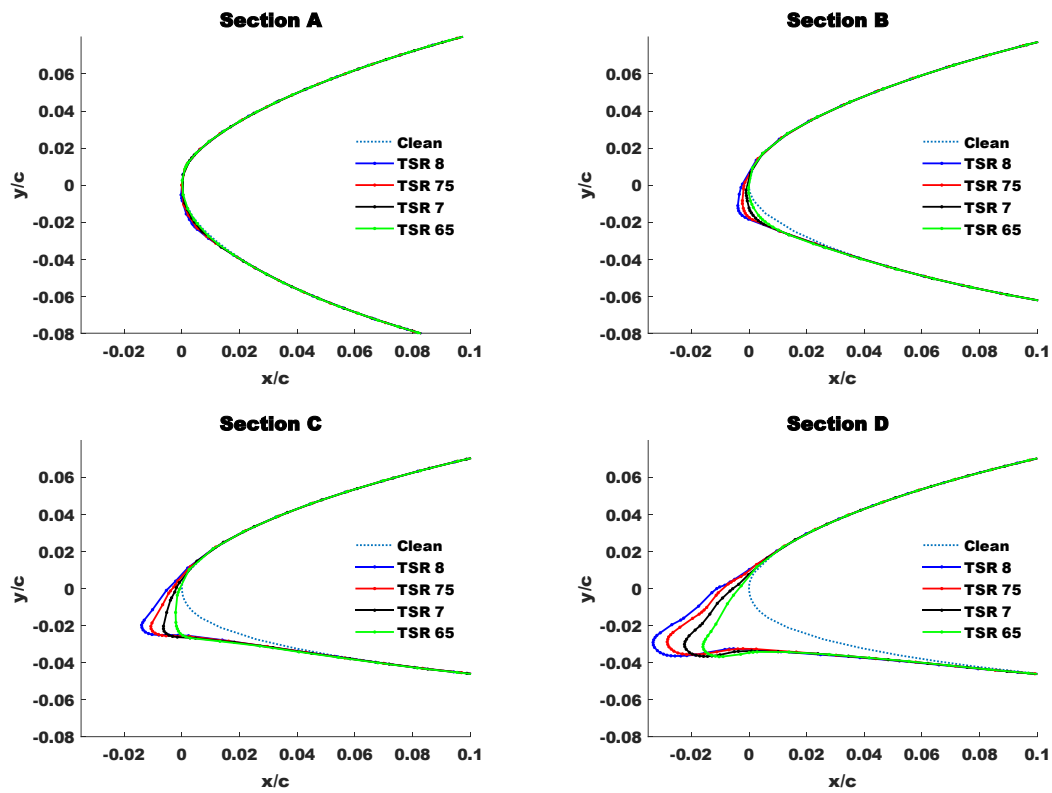 Section A
0.06
0.04
0.02
0
-0.02
-0.04
-0.06
-0.08
y/c
-0.02 0 0.02 0.04 0.06 0.08 0.1
x/c
Clean
TSR 8
TSR 75
TSR 7
TSR 65
Section B
0.06
0.04
0.02
0
-0.02
-0.04
-0.06
-0.08
y/c
-0.02 0 0.02 0.04 0.06 0.08 0.1
x/c
Clean
TSR 8
TSR 75
TSR 7
TSR 65
Section C
0.06
0.04
0.02
0
-0.02
-0.04
-0.06
-0.08
y/c
-0.02 0 0.02 0.04 0.06 0.08 0.1
x/c
Clean
TSR 8
TSR 75
TSR 7
TSR 65
Section D
0.06
0.04
0.02
0
-0.02
-0.04
-0.06
-0.08
y/c
-0.02 0 0.02 0.04 0.06 0.08 0.1
x/c
Clean
TSR 8
TSR 75
TSR 7
TSR 65